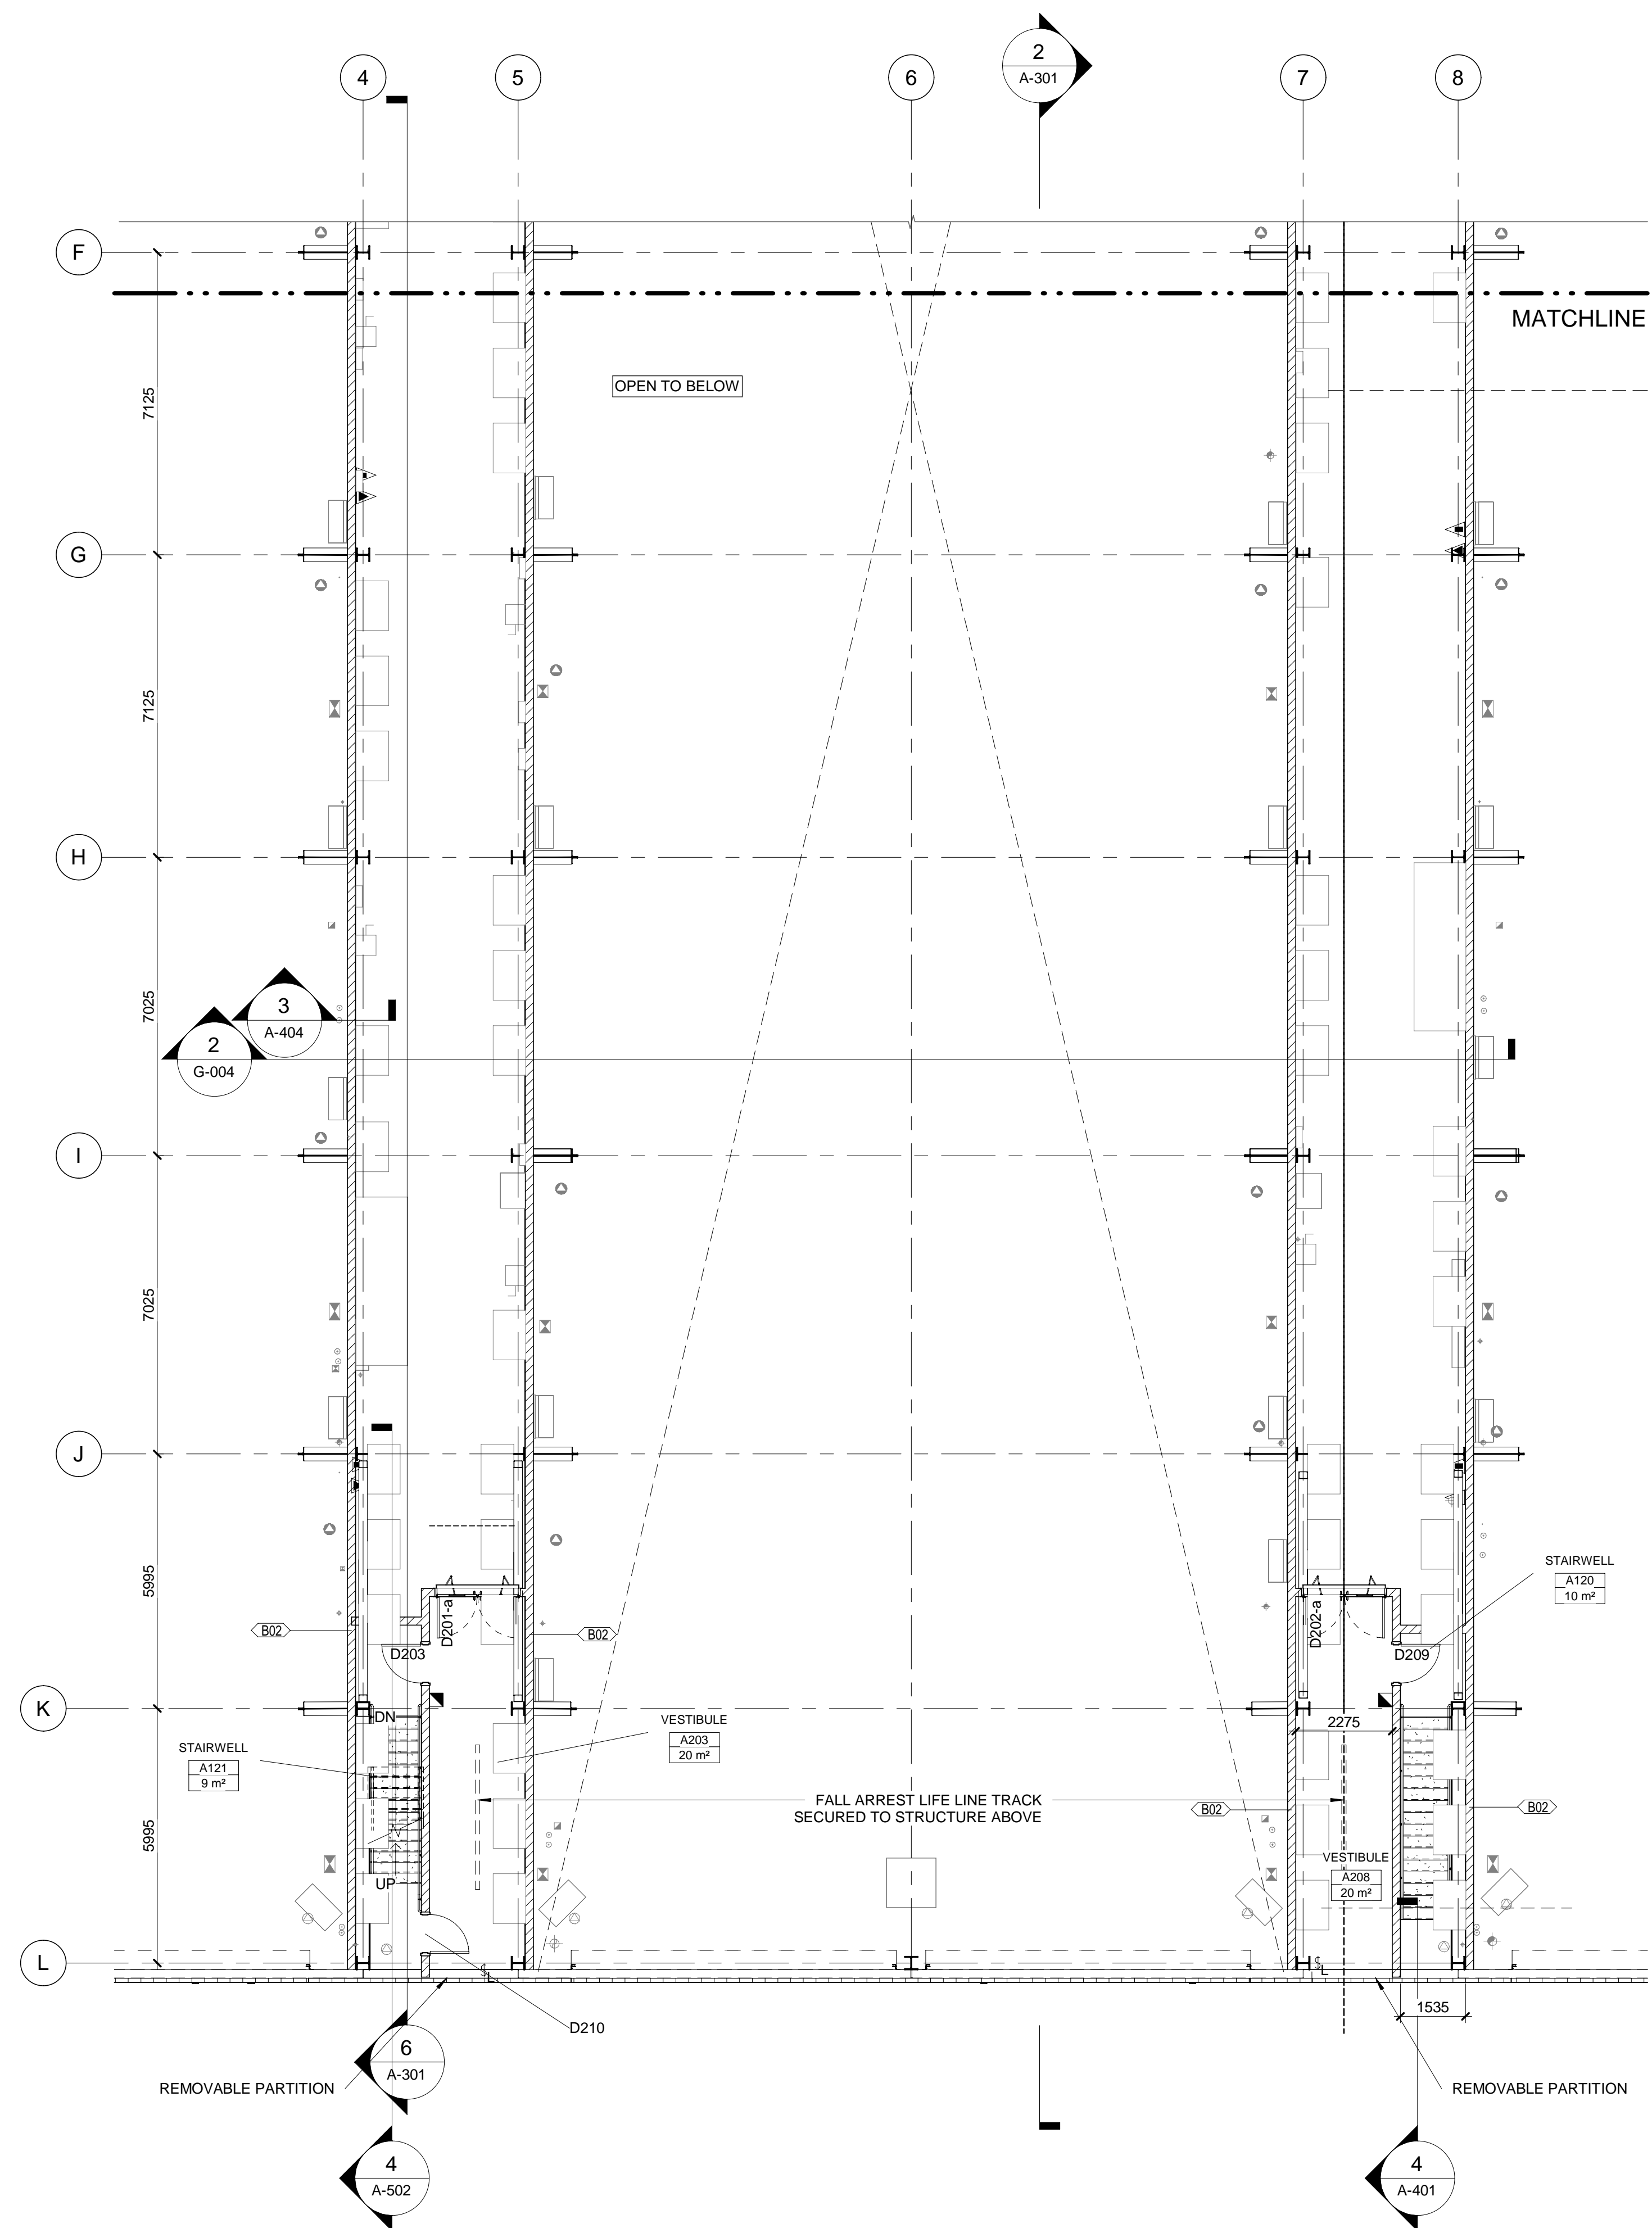 2
A-301
4
5
6
7
8
F
MATCHLINE
OPEN TO BELOW
7125
G
7125
H
7025
3
A-404
2
G-004
I
7025
J
5995
STAIRWELL
A120
10 m²
D201-a
D202-a
B02
B02
D203
D209
K
DN
2275
VESTIBULE
A203
20 m²
STAIRWELL
A121
9 m²
FALL ARREST LIFE LINE TRACK
SECURED TO STRUCTURE ABOVE
B02
B02
5995
VESTIBULE
A208
20 m²
UP
L
℄
℄
1535
D210
6
A-301
REMOVABLE PARTITION
REMOVABLE PARTITION
4
A-502
4
A-401